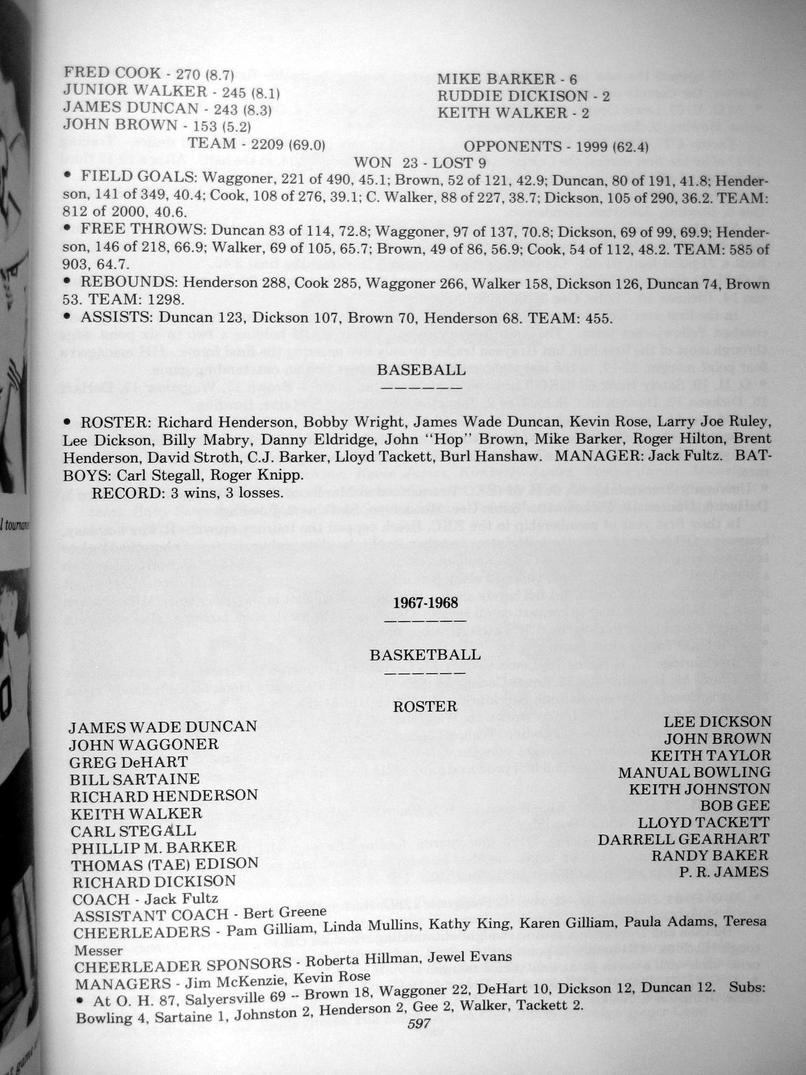 FRED COOK - 270 (8.7)
JUNIOR WALKER - 245 (8.1)
JAMES DUNCAN - 243 (8.3)
JOHN BROWN - 153 (5.2)
MIKE BARKER - 6
RUDDIE DICKISON - 2
KEITH WALKER - 2
TEAM - 2209 (69.0) OPPONENTS - 1999 (62.4)
WON 23 - LOST 9
• FIELD GOALS: Waggoner, 221 of 490, 45.1; Brown, 52 of 121, 42.9; Duncan, 80 of 191, 41.8; Hender-
son, 141 of 349, 40.4; Cook, 108 of 276, 39.1; C. Walker, 88 of 227, 38.7; Dickson, 105 of 290, 36.2. TEAM:
812 of 2000, 40.6.
• FREE THROWS: Duncan 83 of 114, 72.8; Waggoner, 97 of 137, 70.8; Dickson, 69 of 99, 69.9; Hender-
son, 146 of 218, 66.9; Walker, 69 of 105, 65.7; Brown, 49 of 86, 56.9; Cook, 54 of 112, 48.2. TEAM: 585 of
903, 64.7.
• REBOUNDS: Henderson 288, Cook 285, Waggoner 266, Walker 158, Dickson 126, Duncan 74, Brown
53. TEAM: 1298.
• ASSISTS: Duncan 123, Dickson 107, Brown 70, Henderson 68. TEAM: 455.
BASEBALL
• ROSTER: Richard Henderson, Bobby Wright, James Wade Duncan, Kevin Rose, Larry Joe Ruley,
Lee Dickson, Billy Mabry, Danny Eldridge, John "Hop" Brown, Mike Barker, Roger Hilton, Brent
Henderson, David Stroth, C.J. Barker, Lloyd Tackett, Burl Hanshaw. MANAGER: Jack Fultz. BAT-
BOYS: Carl Stegall, Roger Knipp.
RECORD: 3 wins, 3 losses.
1967-1968
BASKETBALL
ROSTER
JAMES WADE DUNCAN
JOHN WAGGONER
GREG DeHART
BILL SARTAINE
RICHARD HENDERSON
KEITH WALKER
CARL STEGALL
PHILLIP M. BARKER
THOMAS (TAE) EDISON
RICHARD DICKISON
LEE DICKSON
JOHN BROWN
KEITH TAYLOR
MANUAL BOWLING
KEITH JOHNSTON
BOB GEE
LLOYD TACKETT
DARRELL GEARHART
RANDY BAKER
P. R. JAMES
COACH - Jack Fultz
ASSISTANT COACH - Bert Greene
CHEERLEADERS - Pam Gilliam, Linda Mullins, Kathy King, Karen Gilliam, Paula Adams, Teresa
Messer
CHEERLEADER SPONSORS - Roberta Hillman, Jewel Evans
MANAGERS - Jim McKenzie, Kevin Rose
• At O. H. 87, Salyersville 69 -- Brown 18, Waggoner 22, DeHart 10, Dickson 12, Duncan 12. Subs:
Bowling 4, Sartaine 1, Johnston 2, Henderson 2, Gee 2, Walker, Tackett 2.
597